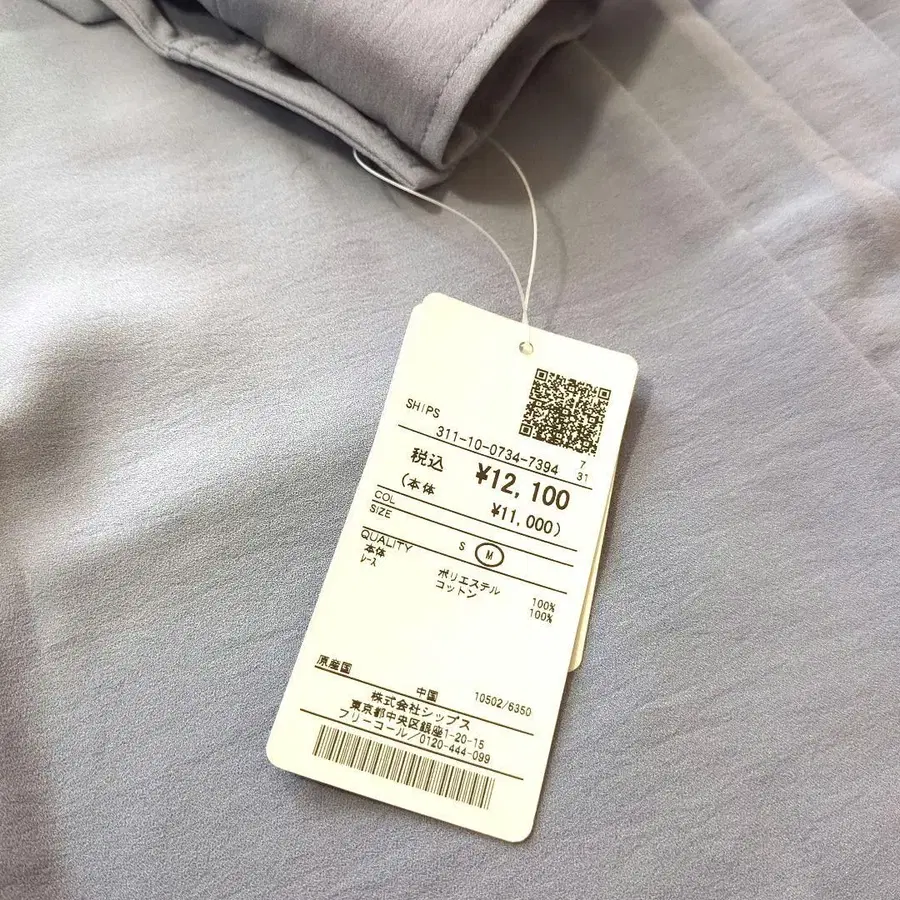 SHIPS
311-10-0734-7394 7
31
税込 ¥12,100
(本体 ¥11,000)
COL
SIZE S M
QUALITY
本体 ポリエステル 100%
レース コットン 100%
原産国 中国 10502/6350
株式会社シップス
東京都中央区銀座1-20-15
フリーコール/0120-444-099